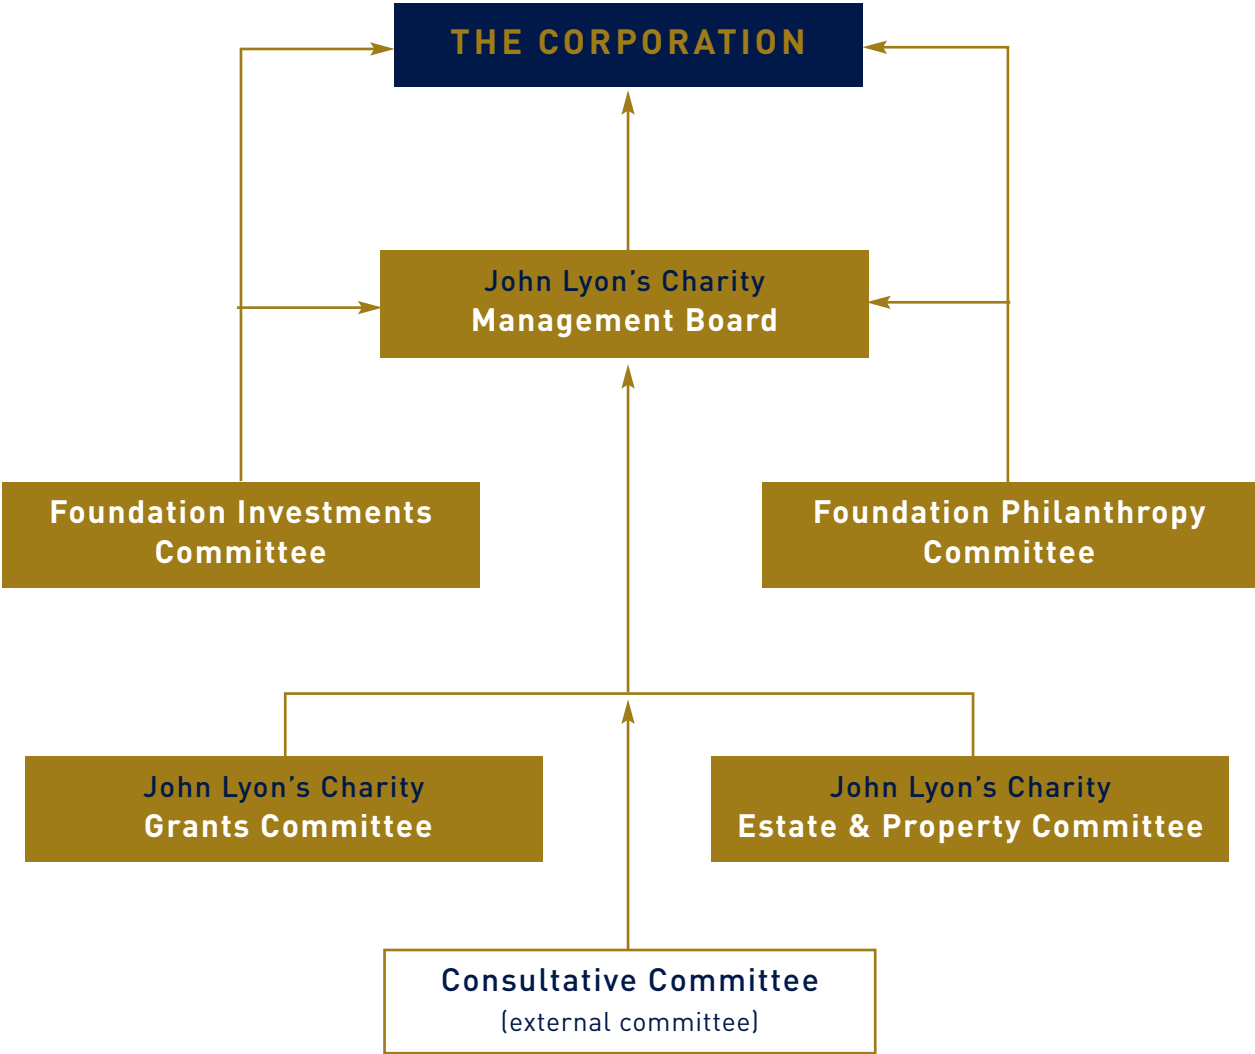 THE CORPORATION
John Lyon’s Charity
Management Board
Foundation Investments
Committee
Foundation Philanthropy
Committee
John Lyon’s Charity
Grants Committee
John Lyon’s Charity
Estate & Property Committee
Consultative Committee
(external committee)